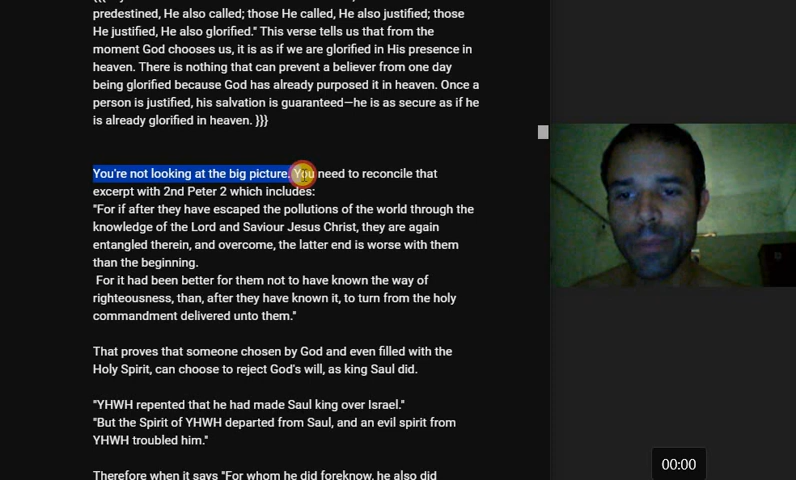 predestined, He also called; those He called, He also justified; those
He justified, He also glorified." This verse tells us that from the
moment God chooses us, it is as if we are glorified in His presence in
heaven. There is nothing that can prevent a believer from one day
being glorified because God has already purposed it in heaven. Once a
person is justified, his salvation is guaranteed—he is as secure as if he
is already glorified in heaven. }}}
You're not looking at the big picture. You need to reconcile that
excerpt with 2nd Peter 2 which includes:
"For if after they have escaped the pollutions of the world through the
knowledge of the Lord and Saviour Jesus Christ, they are again
entangled therein, and overcome, the latter end is worse with them
than the beginning.
For it had been better for them not to have known the way of
righteousness, than, after they have known it, to turn from the holy
commandment delivered unto them."
That proves that someone chosen by God and even filled with the
Holy Spirit, can choose to reject God's will, as king Saul did.
"YHWH repented that he had made Saul king over Israel."
"But the Spirit of YHWH departed from Saul, and an evil spirit from
YHWH troubled him."
Therefore when it says "For whom he did foreknow, he also did
00:00